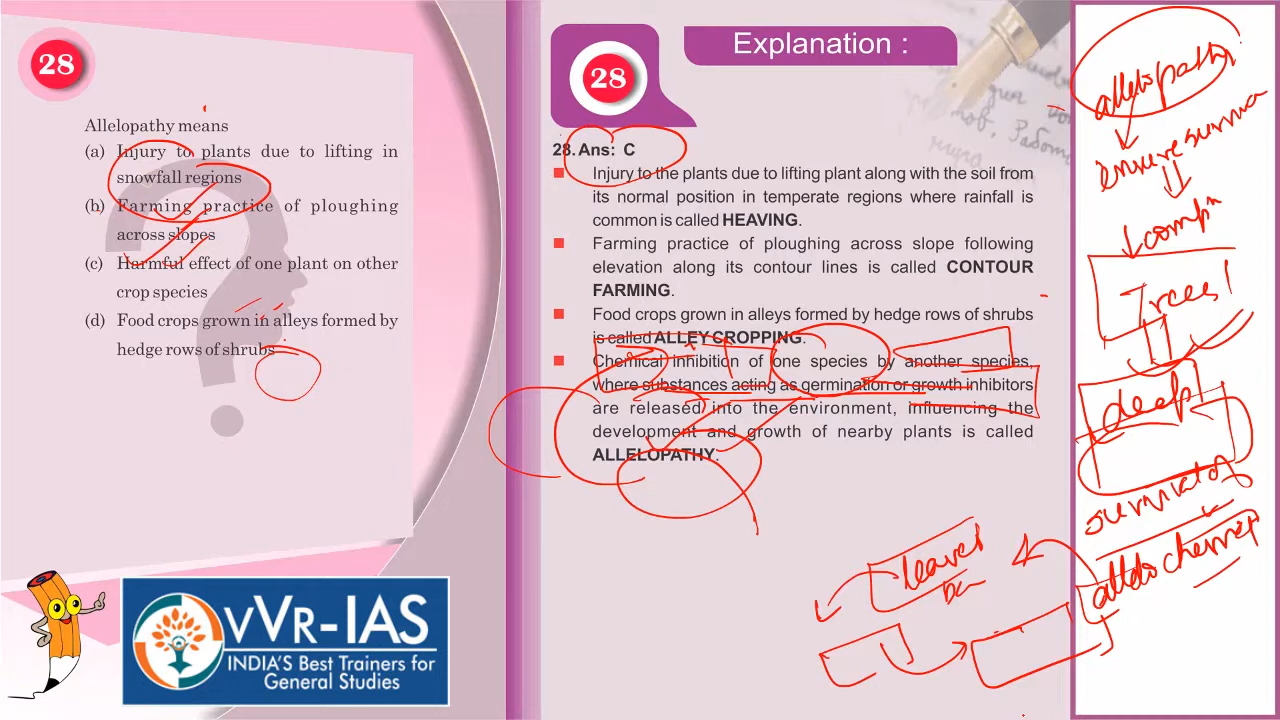 28
Allelopathy means
(a) Injury to plants due to lifting in
snowfall regions
(b) Farming practice of ploughing
across slopes
(c) Harmful effect of one plant on other
crop species
(d) Food crops grown in alleys formed by
hedge rows of shrubs
Explanation :
28
28. Ans: C
Injury to the plants due to lifting plant along with the soil from
its normal position in temperate regions where rainfall is
common is called HEAVING.
Farming practice of ploughing across slope following
elevation along its contour lines is called CONTOUR
FARMING.
Food crops grown in alleys formed by hedge rows of shrubs
is called ALLEY CROPPING.
Chemical inhibition of one species by another species,
where substances acting as germination or growth inhibitors
are released into the environment, influencing the
development and growth of nearby plants is called
ALLELOPATHY.
allelopathy
ensure surviva
compn
Trees
deep
survival of
allelochemical
leaves
vVr-IAS
INDIA'S Best Trainers for
General Studies